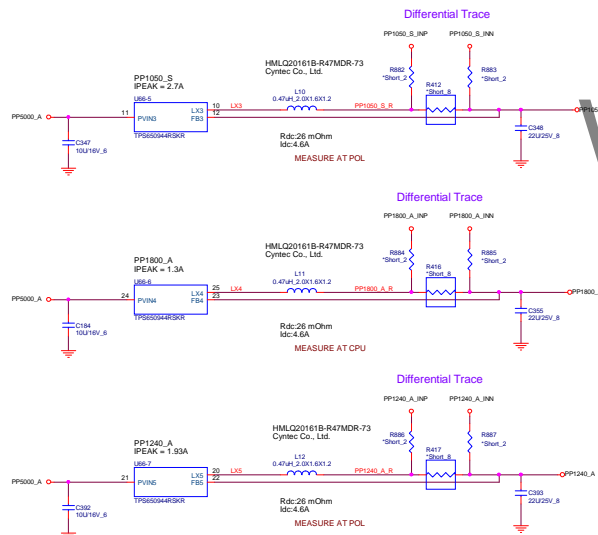 Differential Trace
PP1050_S_INP
PP1050_S_INN
HMLQ20161B-R47MDR-73
Cyntec Co., Ltd.
R882
*Short_2
R883
*Short_2
PP1050_S
IPEAK = 2.7A
U66-5
L10
0.47uH_2.0X1.6X1.2
R412
*Short_8
PP5000_A
11
PVIN3
LX3
FB3
10
12
LX3
PP1050_S_R
PP105
TPS650944RSKR
C347
10U/16V_6
C348
22U/25V_8
Rdc:26 mOhm
Idc:4.6A
MEASURE AT POL
Differential Trace
PP1800_A_INP
PP1800_A_INN
HMLQ20161B-R47MDR-73
Cyntec Co., Ltd.
R884
*Short_2
R885
*Short_2
PP1800_A
IPEAK = 1.3A
U66-6
L11
0.47uH_2.0X1.6X1.2
R416
*Short_8
PP5000_A
24
PVIN4
LX4
FB4
25
23
LX4
PP1800_A_R
PP1800_
TPS650944RSKR
C184
10U/16V_6
C355
22U/25V_8
Rdc:26 mOhm
Idc:4.6A
MEASURE AT CPU
Differential Trace
PP1240_A_INP
PP1240_A_INN
HMLQ20161B-R47MDR-73
Cyntec Co., Ltd.
R886
*Short_2
R887
*Short_2
PP1240_A
IPEAK = 1.93A
U66-7
L12
0.47uH_2.0X1.6X1.2
R417
*Short_8
PP5000_A
21
PVIN5
LX5
FB5
20
22
LX5
PP1240_A_R
PP1240_A
TPS650944RSKR
C392
10U/16V_6
C393
22U/25V_8
Rdc:26 mOhm
Idc:4.6A
MEASURE AT POL